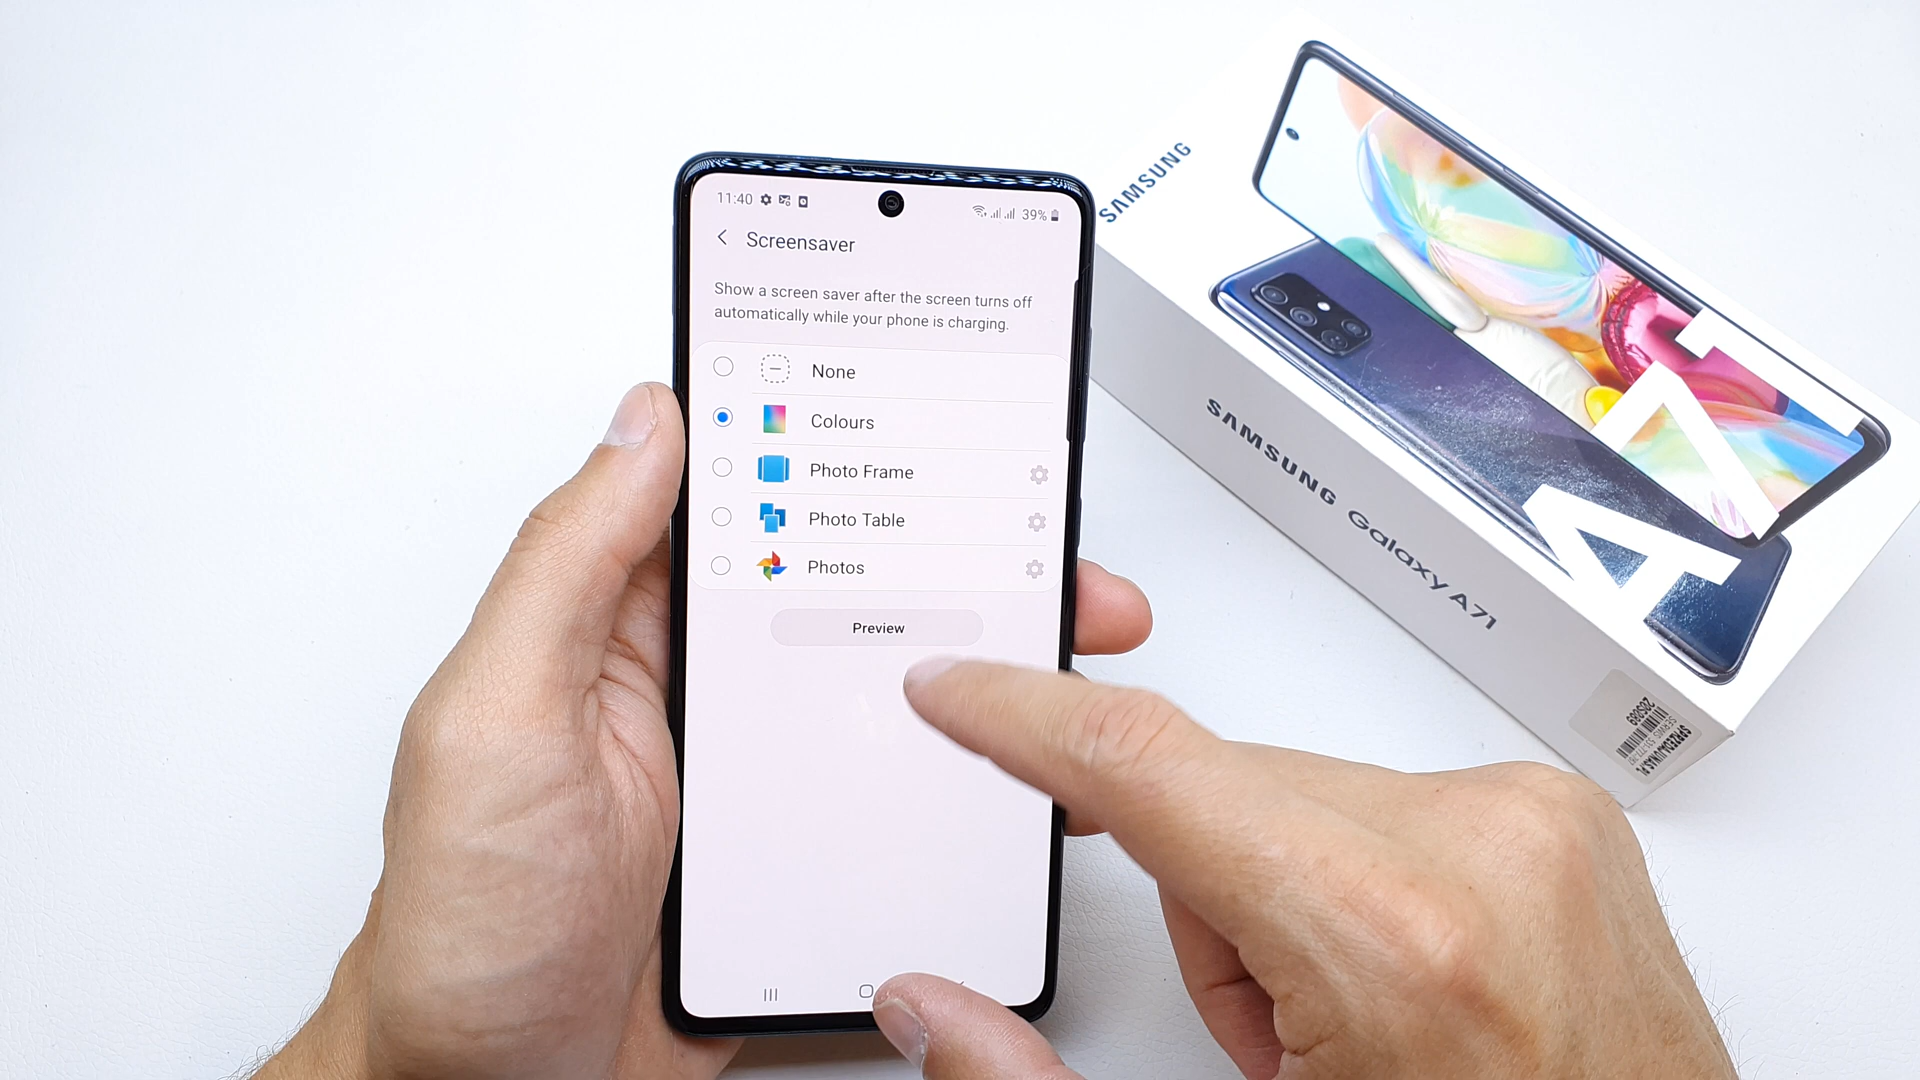 11:40
39%
Screensaver
Show a screen saver after the screen turns off
automatically while your phone is charging.
None
Colours
Photo Frame
Photo Table
Photos
Preview
SAMSUNG
A71
SAMSUNG Galaxy A71